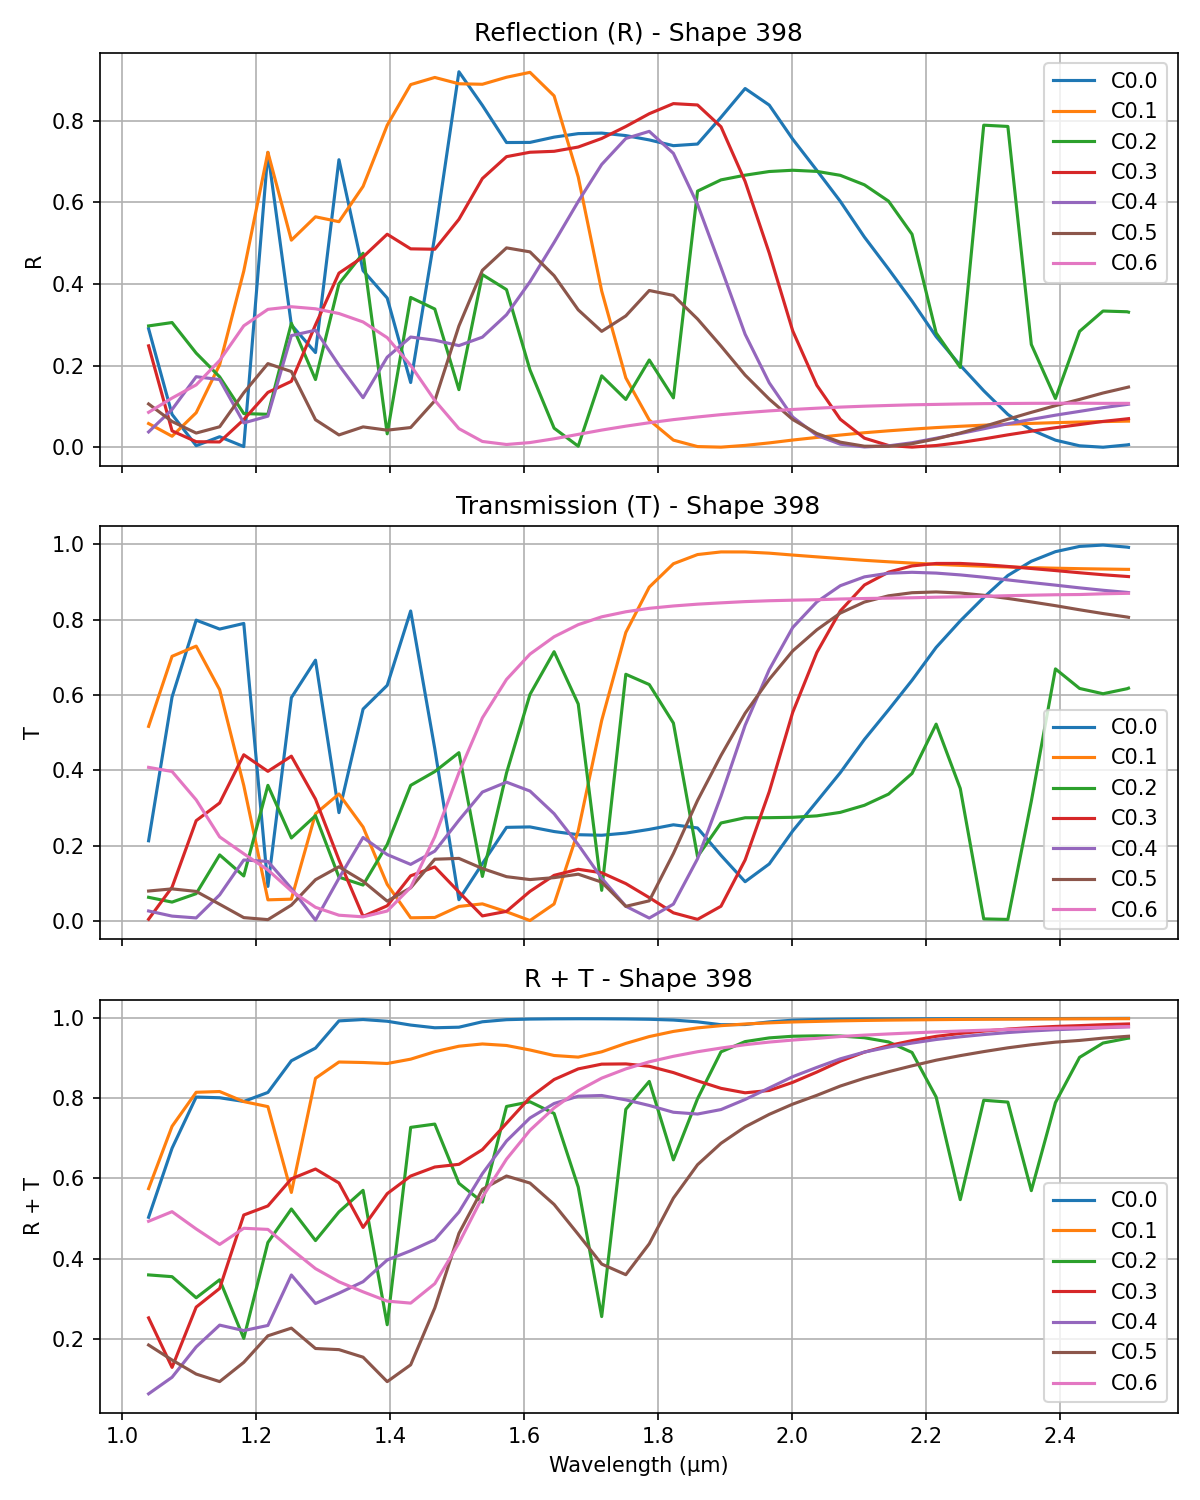 Reflection (R) - Shape 398
0.8
0.6
0.4
0.2
0.0
R
C0.0
C0.1
C0.2
C0.3
C0.4
C0.5
C0.6
Transmission (T) - Shape 398
1.0
0.8
0.6
0.4
0.2
0.0
T
C0.0
C0.1
C0.2
C0.3
C0.4
C0.5
C0.6
R + T - Shape 398
1.0
0.8
0.6
0.4
0.2
R + T
C0.0
C0.1
C0.2
C0.3
C0.4
C0.5
C0.6
1.0 1.2 1.4 1.6 1.8 2.0 2.2 2.4
Wavelength (µm)